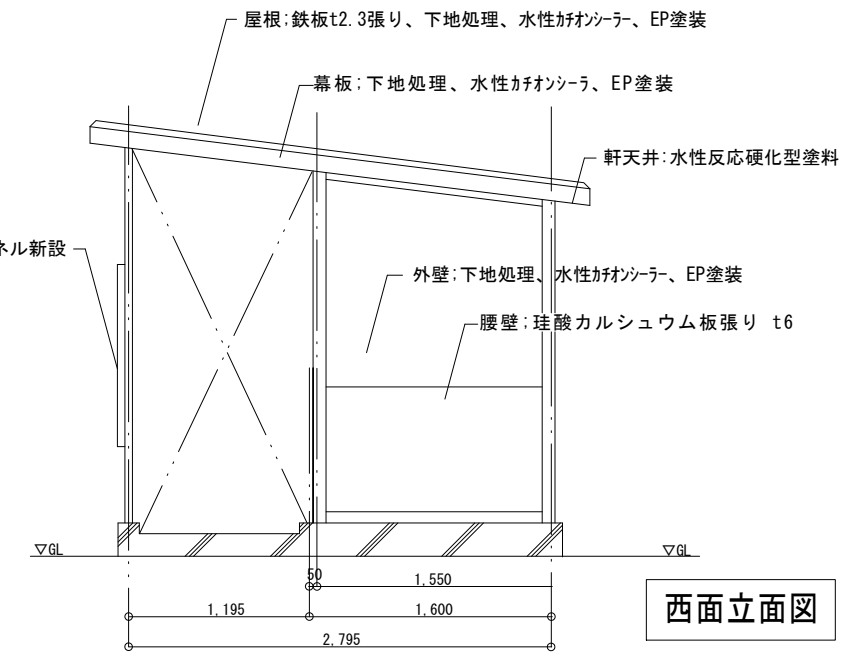 屋根;鉄板t2.3張り、下地処理、水性ｶﾁｵﾝｼｰﾗｰ、EP塗装
幕板;下地処理、水性ｶﾁｵﾝｼｰﾗ、EP塗装
軒天井:水性反応硬化型塗料
ネル新設
外壁;下地処理、水性ｶﾁｵﾝｼｰﾗｰ、EP塗装
腰壁;珪酸カルシュウム板張り t6
▽GL
▽GL
50
1,550
1,195
1,600
2,795
西面立面図